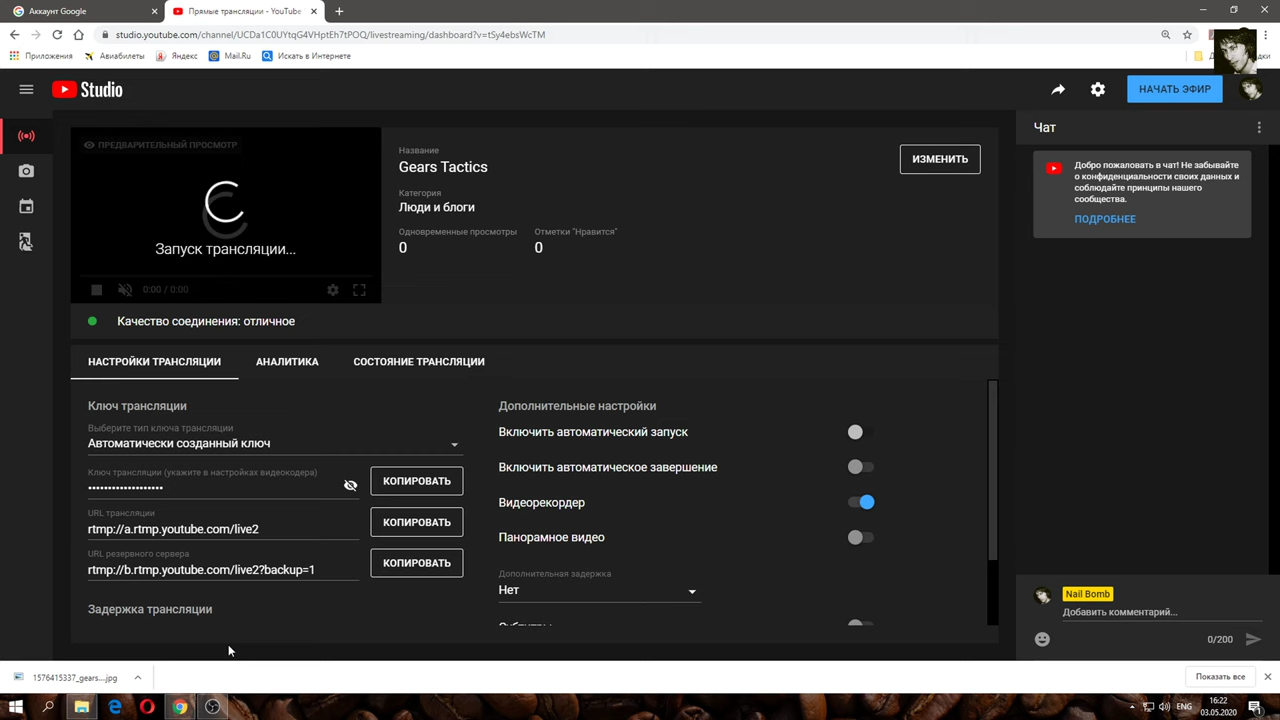 Аккаунт Google
Прямые трансляции - YouTube
studio.youtube.com/channel/UCDa1C0UYtqG4VHptEh7tPOQ/livestreaming/dashboard?v=tSy4ebsWcTM
Приложения
Авиабилеты
Яндекс
Mail.Ru
Искать в Интернете
Studio
НАЧАТЬ ЭФИР
ПРЕДВАРИТЕЛЬНЫЙ ПРОСМОТР
Запуск трансляции...
0:00 / 0:00
Название
Gears Tactics
ИЗМЕНИТЬ
Категория
Люди и блоги
Одновременные просмотры
Отметки "Нравится"
0
0
Качество соединения: отличное
НАСТРОЙКИ ТРАНСЛЯЦИИ
АНАЛИТИКА
СОСТОЯНИЕ ТРАНСЛЯЦИИ
Ключ трансляции
Выберите тип ключа трансляции
Автоматически созданный ключ
Ключ трансляции (укажите в настройках видеокодера)
•••••••••••••••••••
КОПИРОВАТЬ
URL трансляции
rtmp://a.rtmp.youtube.com/live2
КОПИРОВАТЬ
URL резервного сервера
rtmp://b.rtmp.youtube.com/live2?backup=1
КОПИРОВАТЬ
Задержка трансляции
Дополнительные настройки
Включить автоматический запуск
Включить автоматическое завершение
Видеорекордер
Панорамное видео
Дополнительная задержка
Нет
Субтитры
Чат
Добро пожаловать в чат! Не забывайте
о конфиденциальности своих данных и
соблюдайте принципы нашего
сообщества.
ПОДРОБНЕЕ
Nail Bomb
Добавить комментарий...
0/200
1576415337_gears....jpg
Показать все
ENG
16:22
03.05.2020